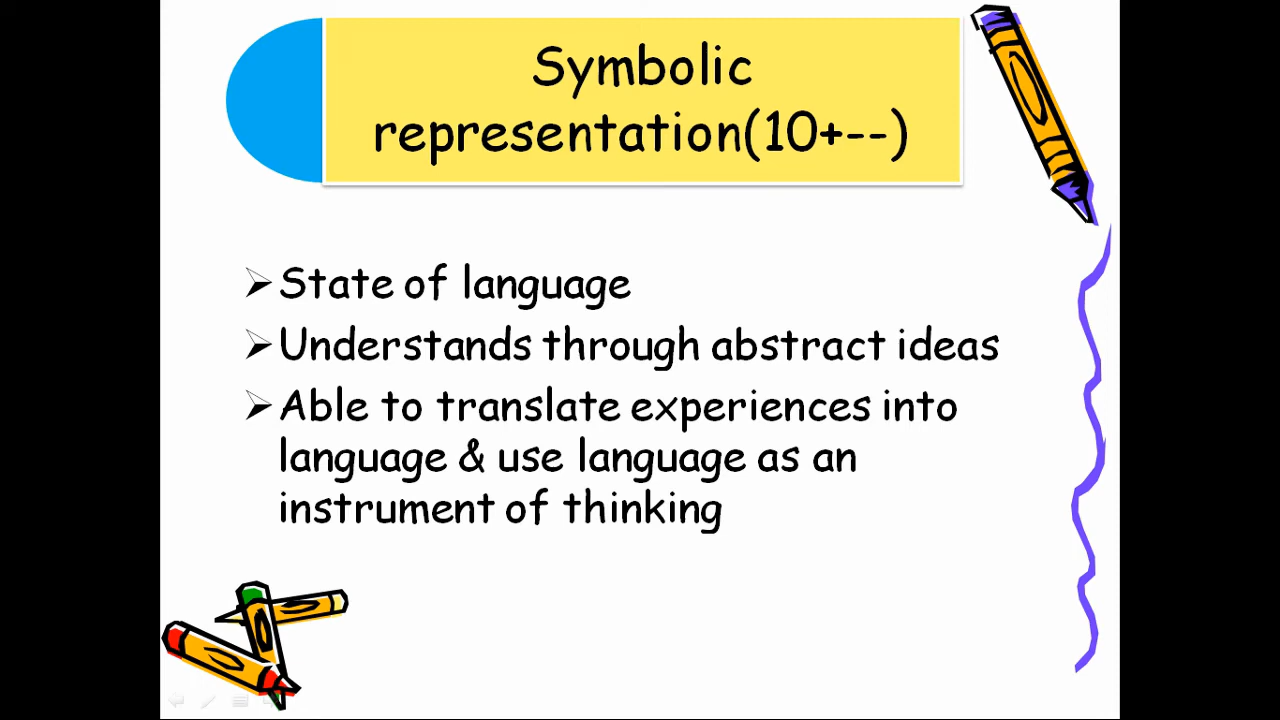 Symbolic
representation(10+--)
State of language
Understands through abstract ideas
Able to translate experiences into
language & use language as an
instrument of thinking